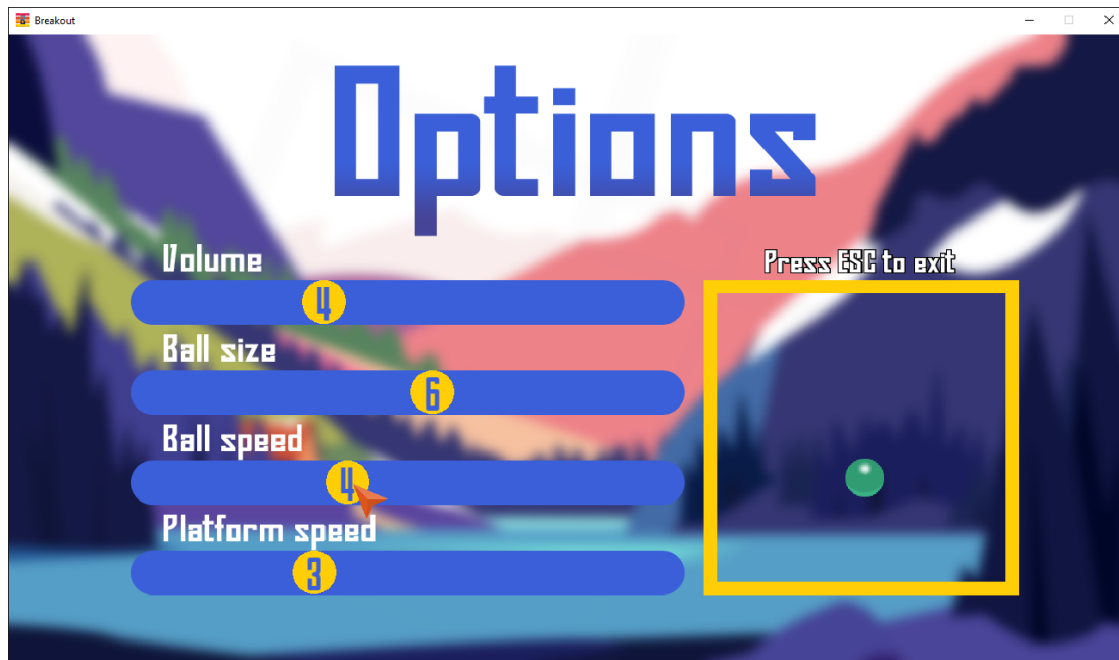 Breakout
Options
Volume
4
Press ESC to exit
Ball size
6
Ball speed
4
Platform speed
3